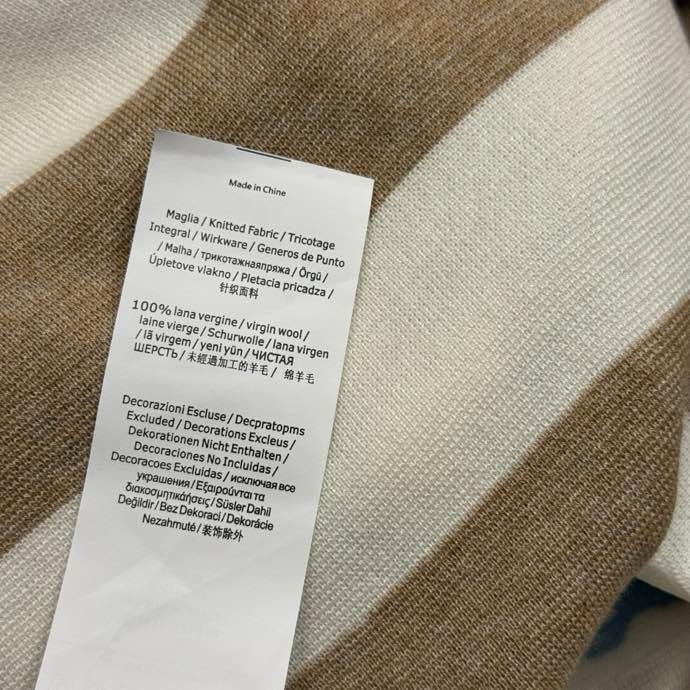 Made in China
Maglia / Knitted Fabric / Tricotage
Integral / Wirkware / Generos de Punto
/ Malha / трикотажнаяпряжа / Örgü /
Úpletove vlakno / Pletacia pricadza /
针织面料
100% lana vergine / virgin wool /
laine vierge / Schurwolle / lana virgen
/ lã virgem / yeni yün / ЧИСТАЯ
ШЕРСТЬ / 未經過加工的羊毛 / 绵羊毛
Decorazioni Escluse / Decpratopms
Excluded / Decorations Excleus /
Dekorationen Nicht Enthalten /
Decoraciones No Incluidas /
Decoracoes Excluidas / исключая все
украшения / Εξαιρούνται τα
διακοσμητικάήσεις / Süsler Dahil
Değildir / Bez Dekoraci / Dekorácie
Nezahmuté / 装饰除外